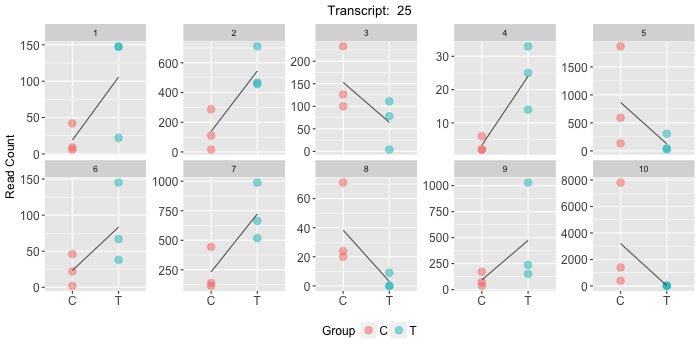 Transcript: 25
1 2 3 4 5
150 100 50 0
600 400 200 0
200 150 100 50 0
30 20 10
1500 1000 500 0
Read Count
6 7 8 9 10
150 100 50 0
1000 750 500 250
60 40 20 0
1000 750 500 250 0
8000 6000 4000 2000 0
C T C T C T C T C T
Group C T